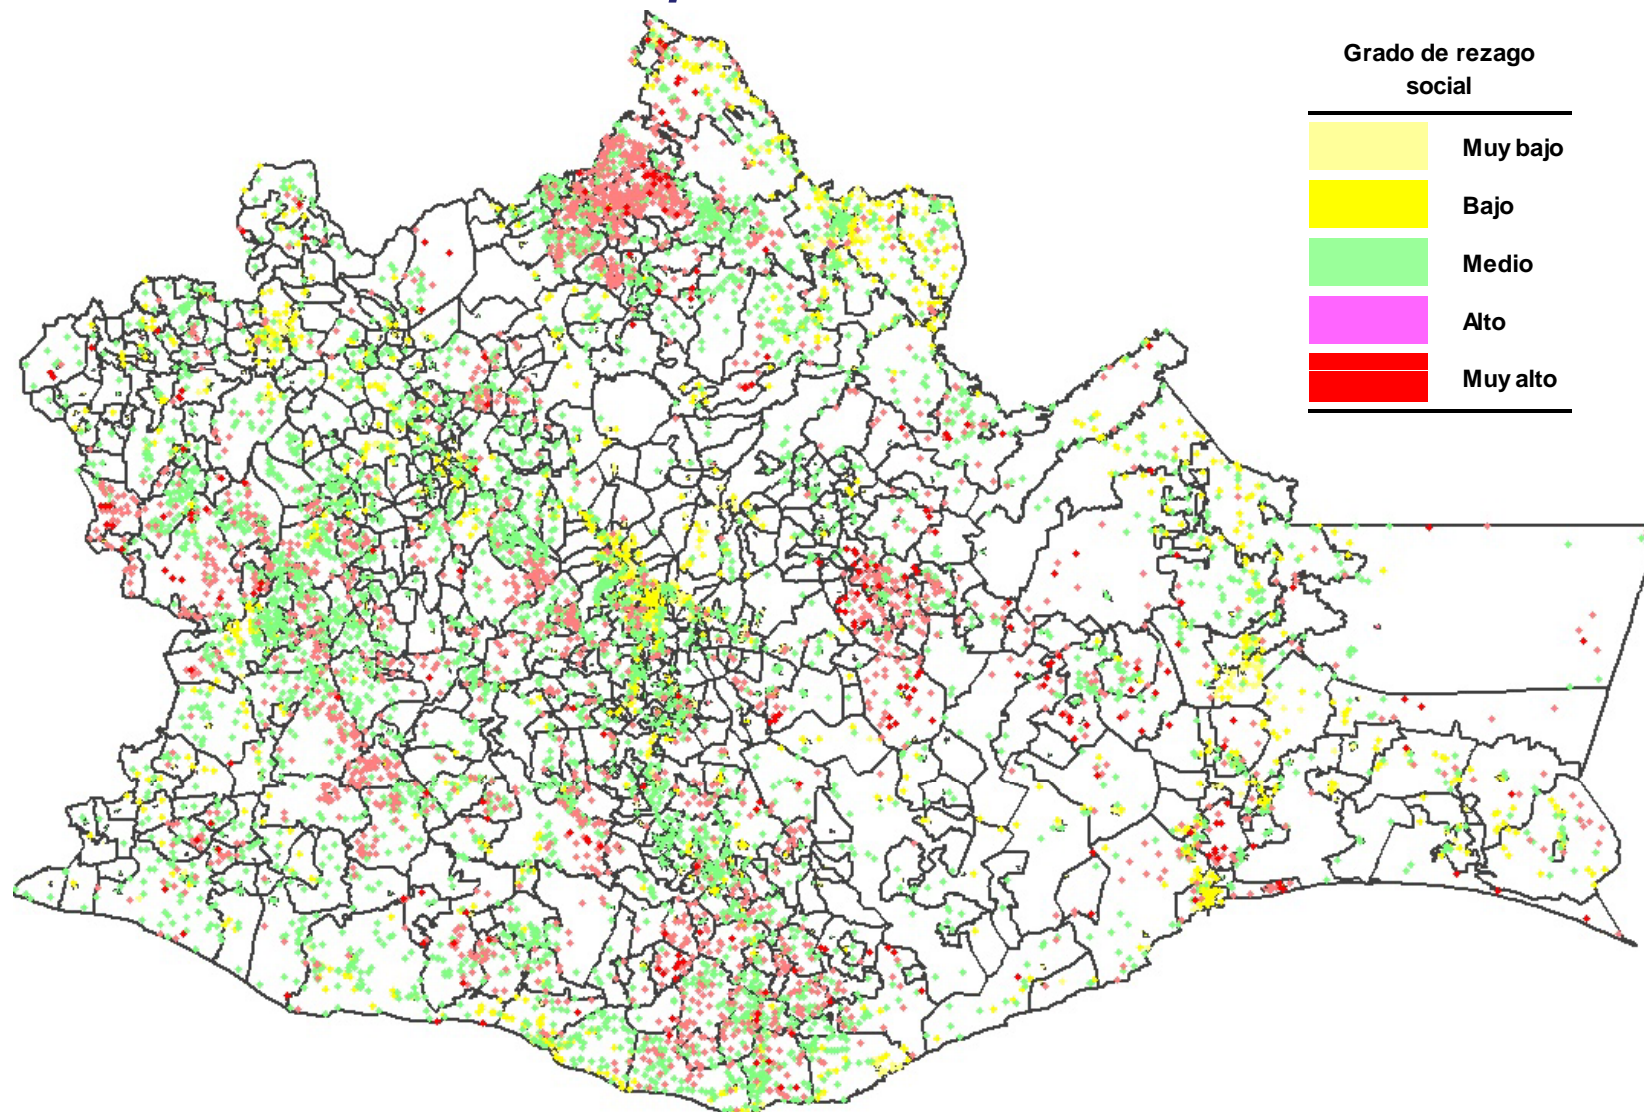 Grado de rezago
social
Muy bajo
Bajo
Medio
Alto
Muy alto